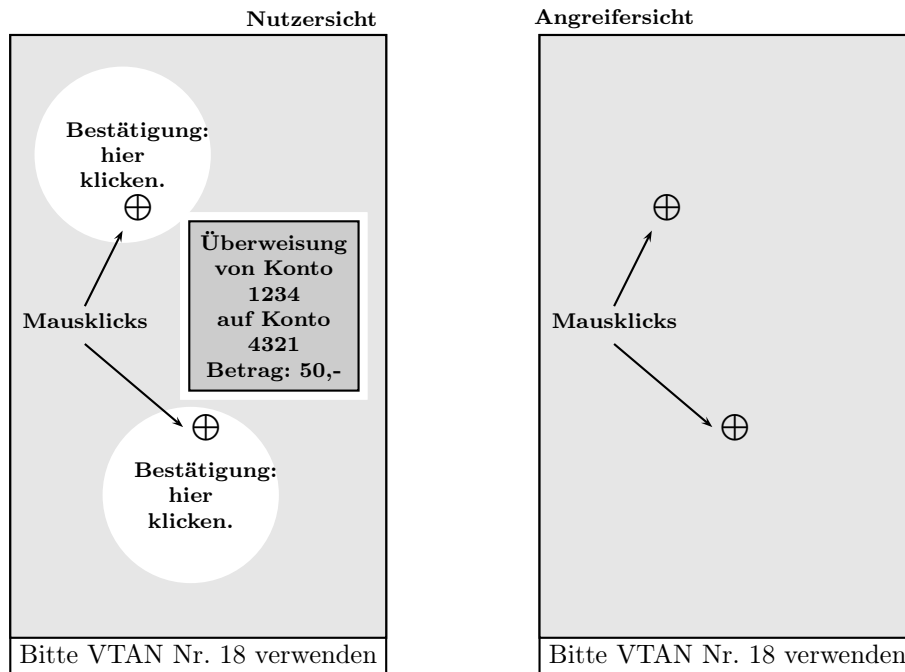 Nutzersicht
Bestätigung:
hier
klicken.
Überweisung
von Konto
1234
auf Konto
4321
Betrag: 50,-
Mausklicks
Bestätigung:
hier
klicken.
Bitte VTAN Nr. 18 verwenden
Angreifersicht
Mausklicks
Bitte VTAN Nr. 18 verwenden